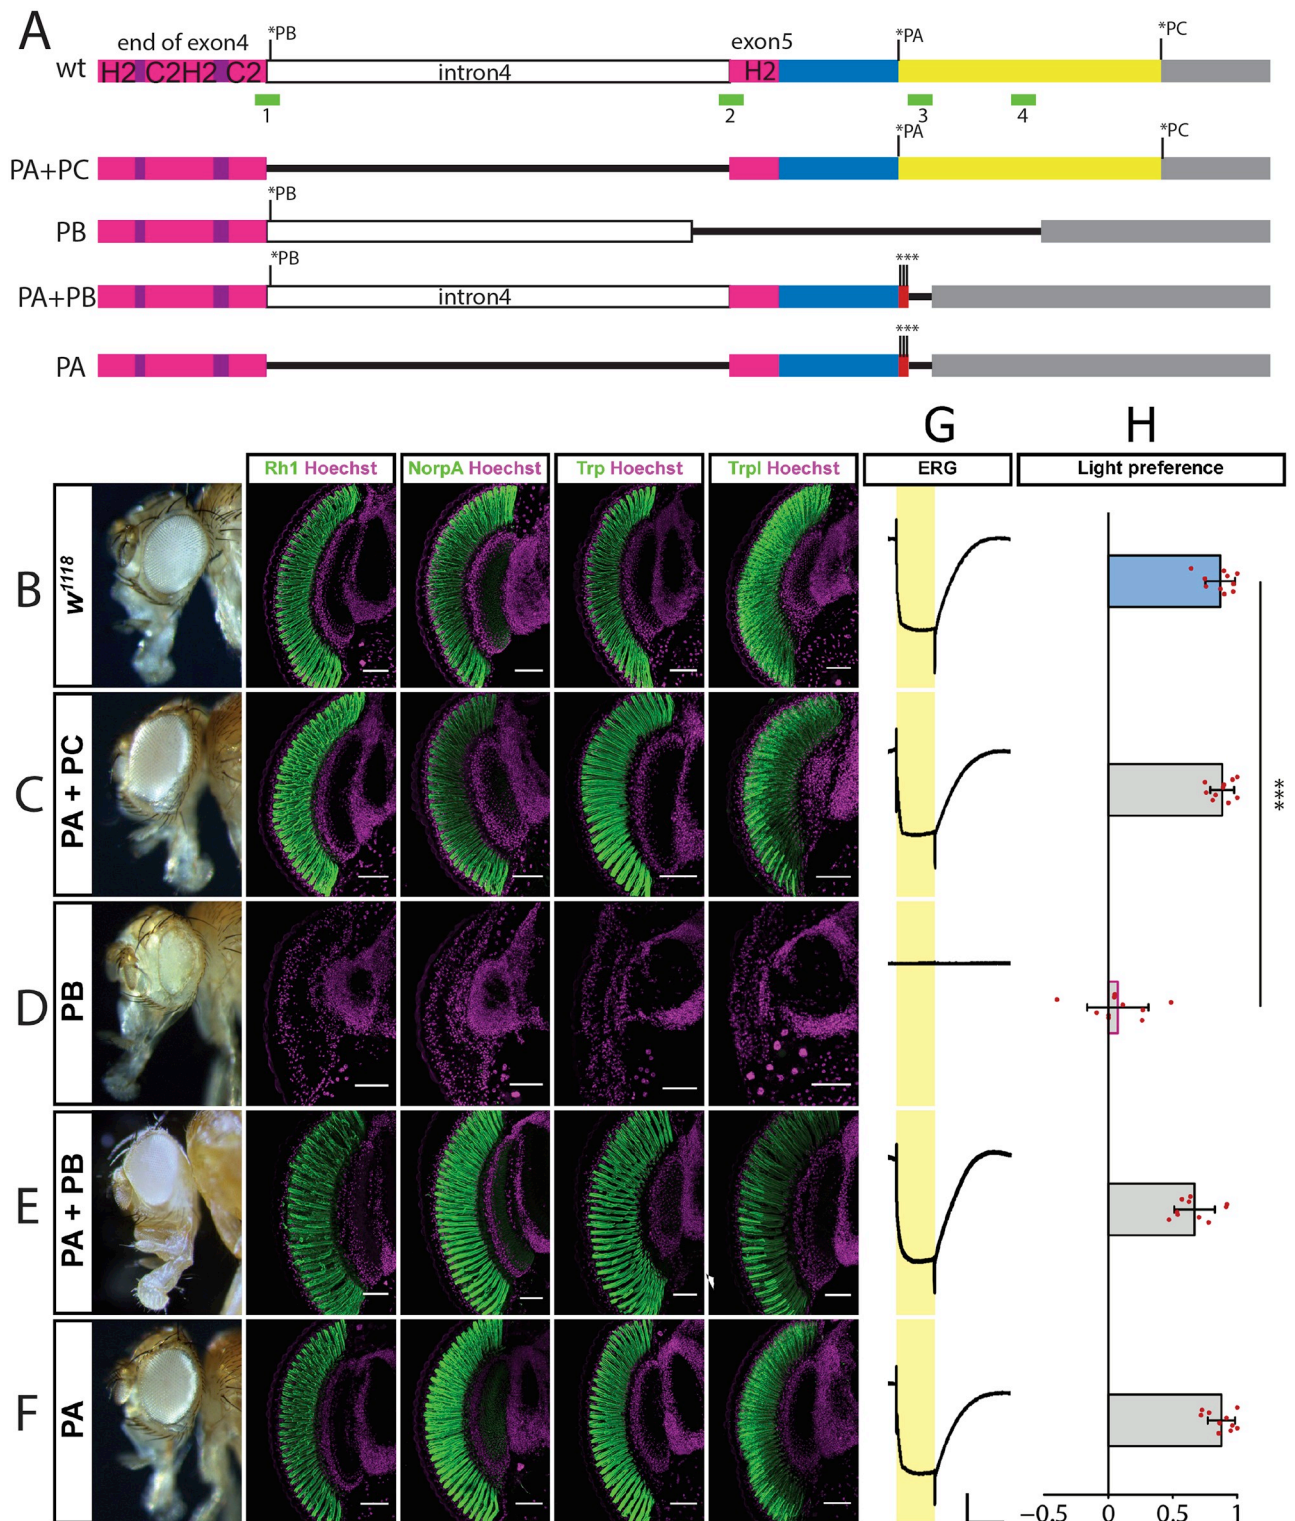 A
end of exon4
*PB
exon5
*PA
*PC
wt
H2 C2H2 C2
intron4
H2
1
2
3
4
*PA
*PC
PA+PC
*PB
PB
*PB
***
PA+PB
intron4
***
PA
G
H
Rh1 Hoechst
NorpA Hoechst
Trp Hoechst
Trpl Hoechst
ERG
Light preference
B
w1118
C
PA + PC
***
D
PB
E
PA + PB
F
PA
−0.5
0
0.5
1